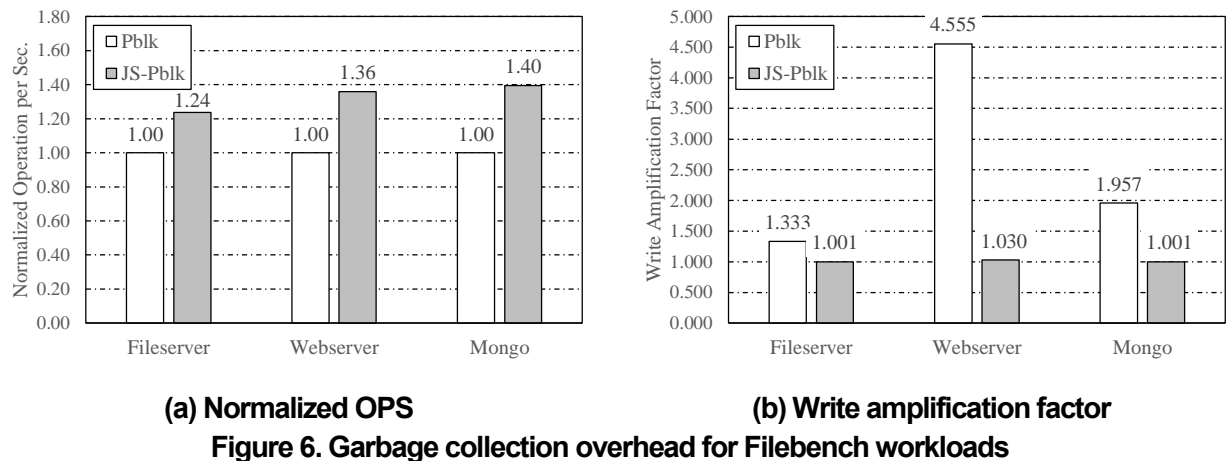 1.80
1.60
1.40
1.20
1.00
0.80
0.60
0.40
0.20
0.00
Normalized Operation per Sec.
Pblk
JS-Pblk
1.00
1.24
1.00
1.36
1.00
1.40
Fileserver
Webserver
Mongo
(a) Normalized OPS
5.000
4.500
4.000
3.500
3.000
2.500
2.000
1.500
1.000
0.500
0.000
Write Amplification Factor
Pblk
JS-Pblk
1.333
1.001
4.555
1.030
1.957
1.001
Fileserver
Webserver
Mongo
(b) Write amplification factor
Figure 6. Garbage collection overhead for Filebench workloads